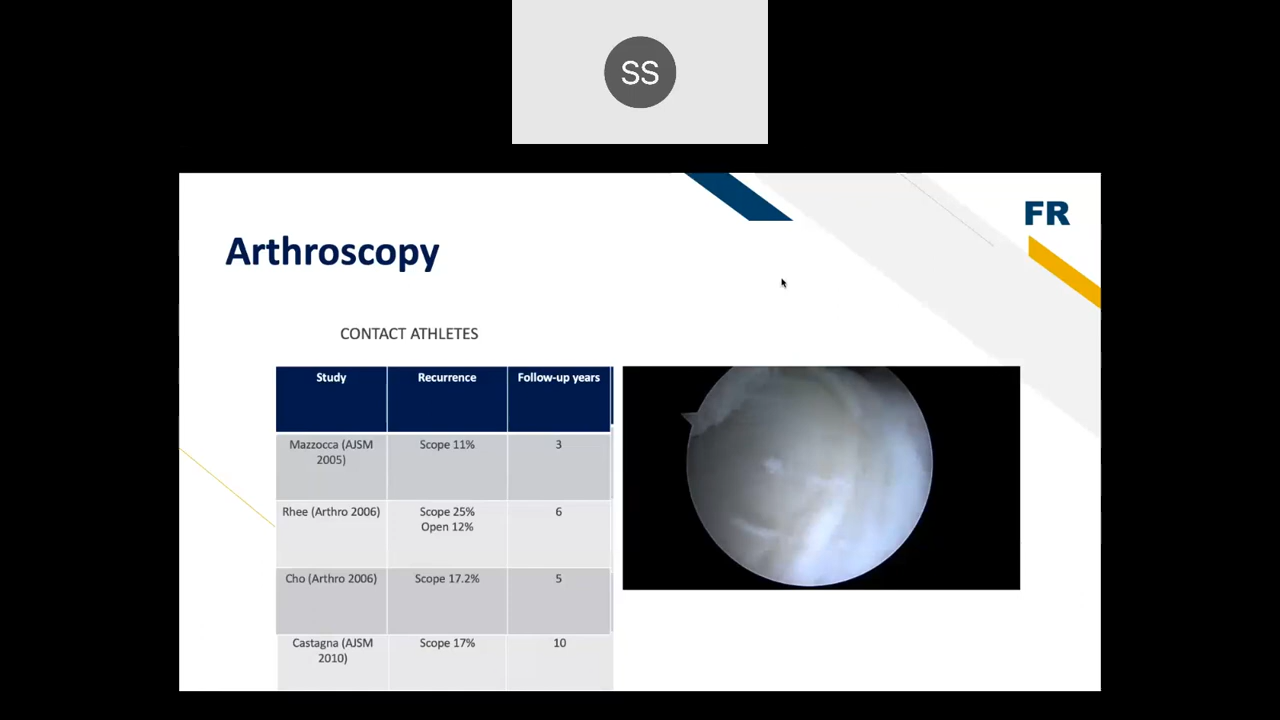 SS
FR
Arthroscopy
CONTACT ATHLETES
Study Recurrence Follow-up years
Mazzocca (AJSM
2005)
Scope 11%
3
Rhee (Arthro 2006)
Scope 25%
Open 12%
6
Cho (Arthro 2006)
Scope 17.2%
5
Castagna (AJSM
2010)
Scope 17%
10